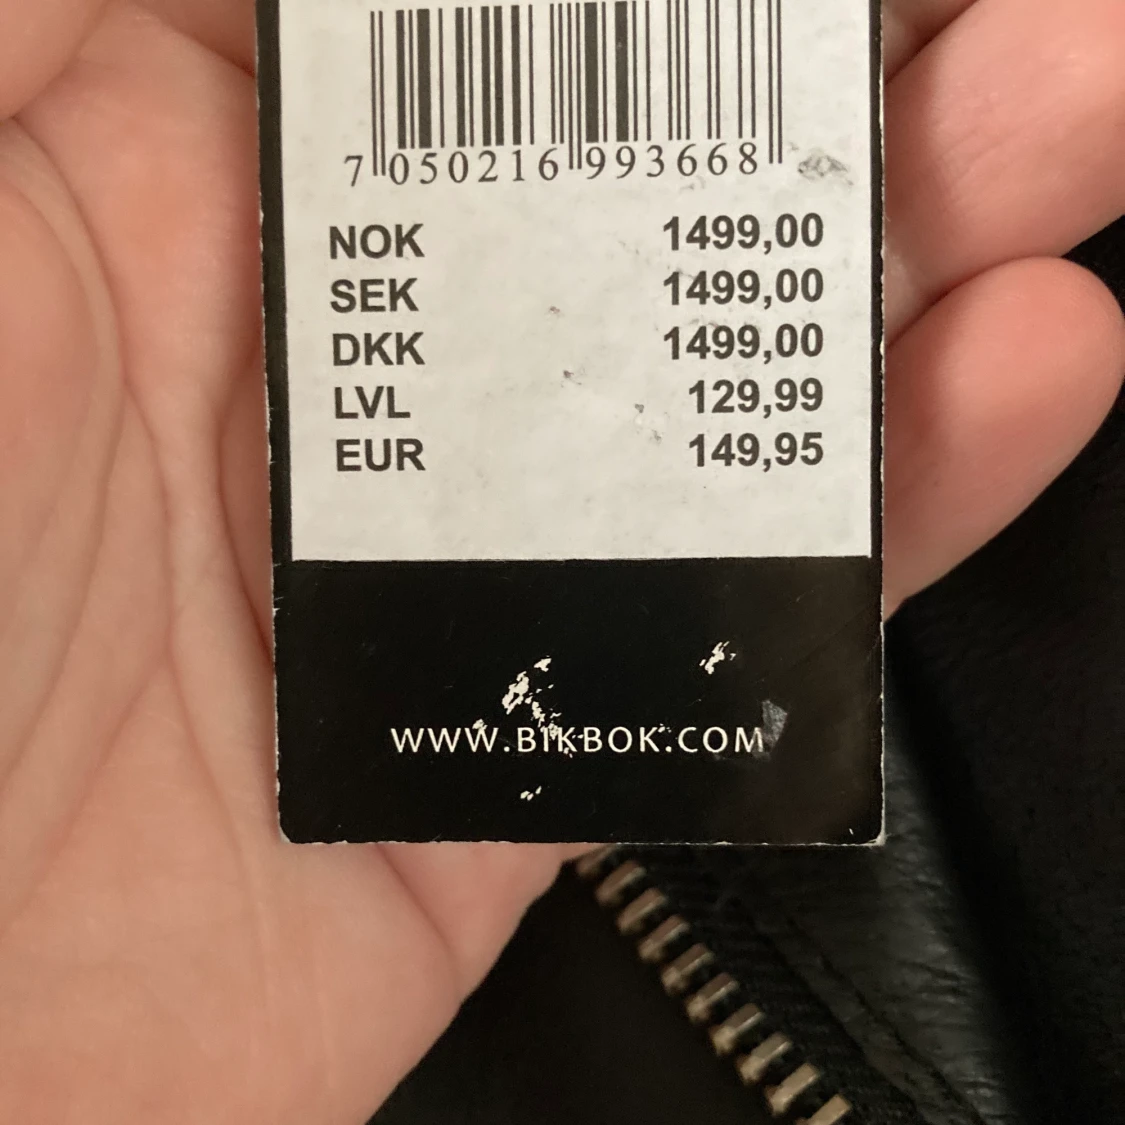 7 050216 993668
NOK 1499,00
SEK 1499,00
DKK 1499,00
LVL 129,99
EUR 149,95
WWW.BIKBOK.COM